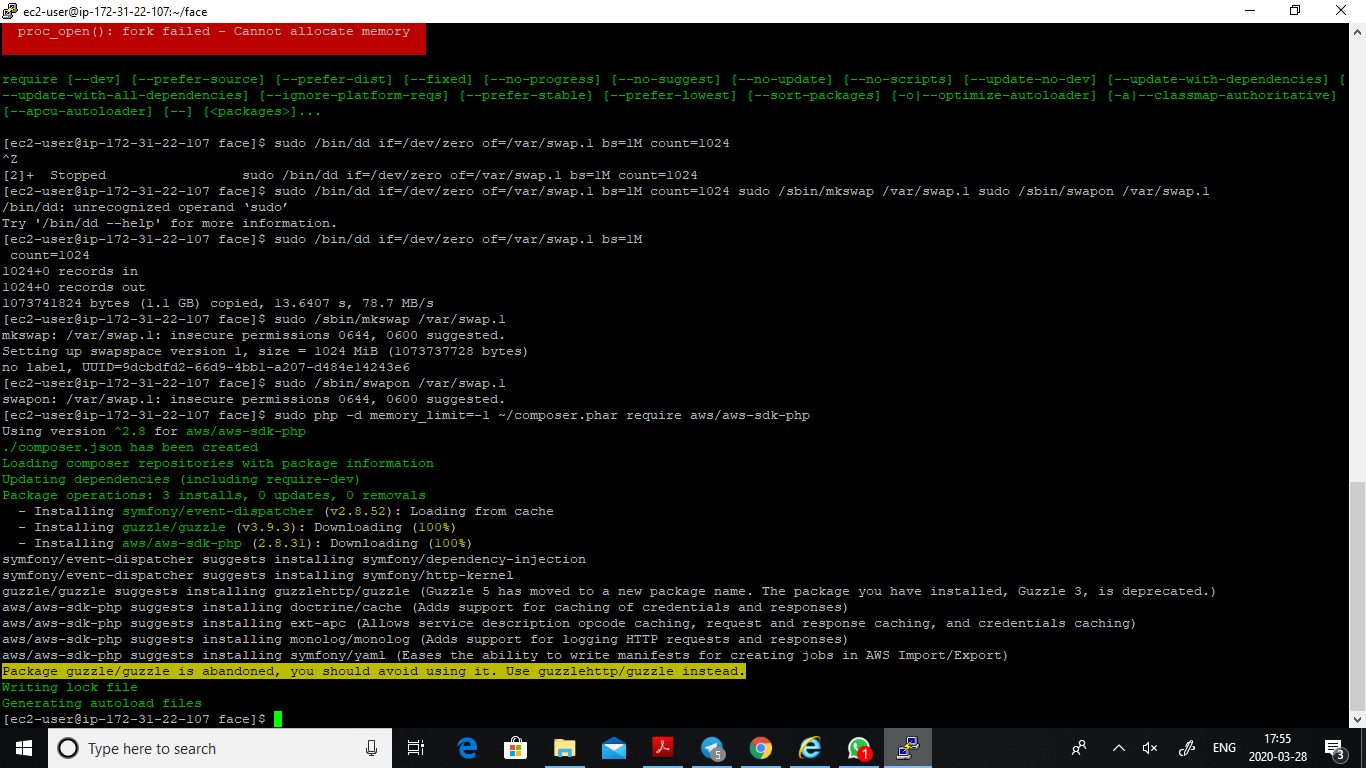 ec2-user@ip-172-31-22-107:~/face
proc_open(): fork failed - Cannot allocate memory
require [--dev] [--prefer-source] [--prefer-dist] [--fixed] [--no-progress] [--no-suggest] [--no-update] [--no-scripts] [--update-no-dev] [--update-with-dependencies] [
--update-with-all-dependencies] [--ignore-platform-reqs] [--prefer-stable] [--prefer-lowest] [--sort-packages] [-o|--optimize-autoloader] [-a|--classmap-authoritative]
[--apcu-autoloader] [--] [<packages>]...
[ec2-user@ip-172-31-22-107 face]$ sudo /bin/dd if=/dev/zero of=/var/swap.1 bs=1M count=1024
^Z
[2]+  Stopped                 sudo /bin/dd if=/dev/zero of=/var/swap.1 bs=1M count=1024
[ec2-user@ip-172-31-22-107 face]$ sudo /bin/dd if=/dev/zero of=/var/swap.1 bs=1M count=1024 sudo /sbin/mkswap /var/swap.1 sudo /sbin/swapon /var/swap.1
/bin/dd: unrecognized operand ‘sudo’
Try '/bin/dd --help' for more information.
[ec2-user@ip-172-31-22-107 face]$ sudo /bin/dd if=/dev/zero of=/var/swap.1 bs=1M
count=1024
1024+0 records in
1024+0 records out
1073741824 bytes (1.1 GB) copied, 13.6407 s, 78.7 MB/s
[ec2-user@ip-172-31-22-107 face]$ sudo /sbin/mkswap /var/swap.1
mkswap: /var/swap.1: insecure permissions 0644, 0600 suggested.
Setting up swapspace version 1, size = 1024 MiB (1073737728 bytes)
no label, UUID=9dcbdfd2-66d9-4bb1-a207-d484e14243e6
[ec2-user@ip-172-31-22-107 face]$ sudo /sbin/swapon /var/swap.1
swapon: /var/swap.1: insecure permissions 0644, 0600 suggested.
[ec2-user@ip-172-31-22-107 face]$ sudo php -d memory_limit=-1 ~/composer.phar require aws/aws-sdk-php
Using version ^2.8 for aws/aws-sdk-php
./composer.json has been created
Loading composer repositories with package information
Updating dependencies (including require-dev)
Package operations: 3 installs, 0 updates, 0 removals
- Installing symfony/event-dispatcher (v2.8.52): Loading from cache
- Installing guzzle/guzzle (v3.9.3): Downloading (100%)
- Installing aws/aws-sdk-php (2.8.31): Downloading (100%)
symfony/event-dispatcher suggests installing symfony/dependency-injection
symfony/event-dispatcher suggests installing symfony/http-kernel
guzzle/guzzle suggests installing guzzlehttp/guzzle (Guzzle 5 has moved to a new package name. The package you have installed, Guzzle 3, is deprecated.)
aws/aws-sdk-php suggests installing doctrine/cache (Adds support for caching of credentials and responses)
aws/aws-sdk-php suggests installing ext-apc (Allows service description opcode caching, request and response caching, and credentials caching)
aws/aws-sdk-php suggests installing monolog/monolog (Adds support for logging HTTP requests and responses)
aws/aws-sdk-php suggests installing symfony/yaml (Eases the ability to write manifests for creating jobs in AWS Import/Export)
Package guzzle/guzzle is abandoned, you should avoid using it. Use guzzlehttp/guzzle instead.
Writing lock file
Generating autoload files
[ec2-user@ip-172-31-22-107 face]$
Type here to search
5
1
ENG
17:55
2020-03-28
3